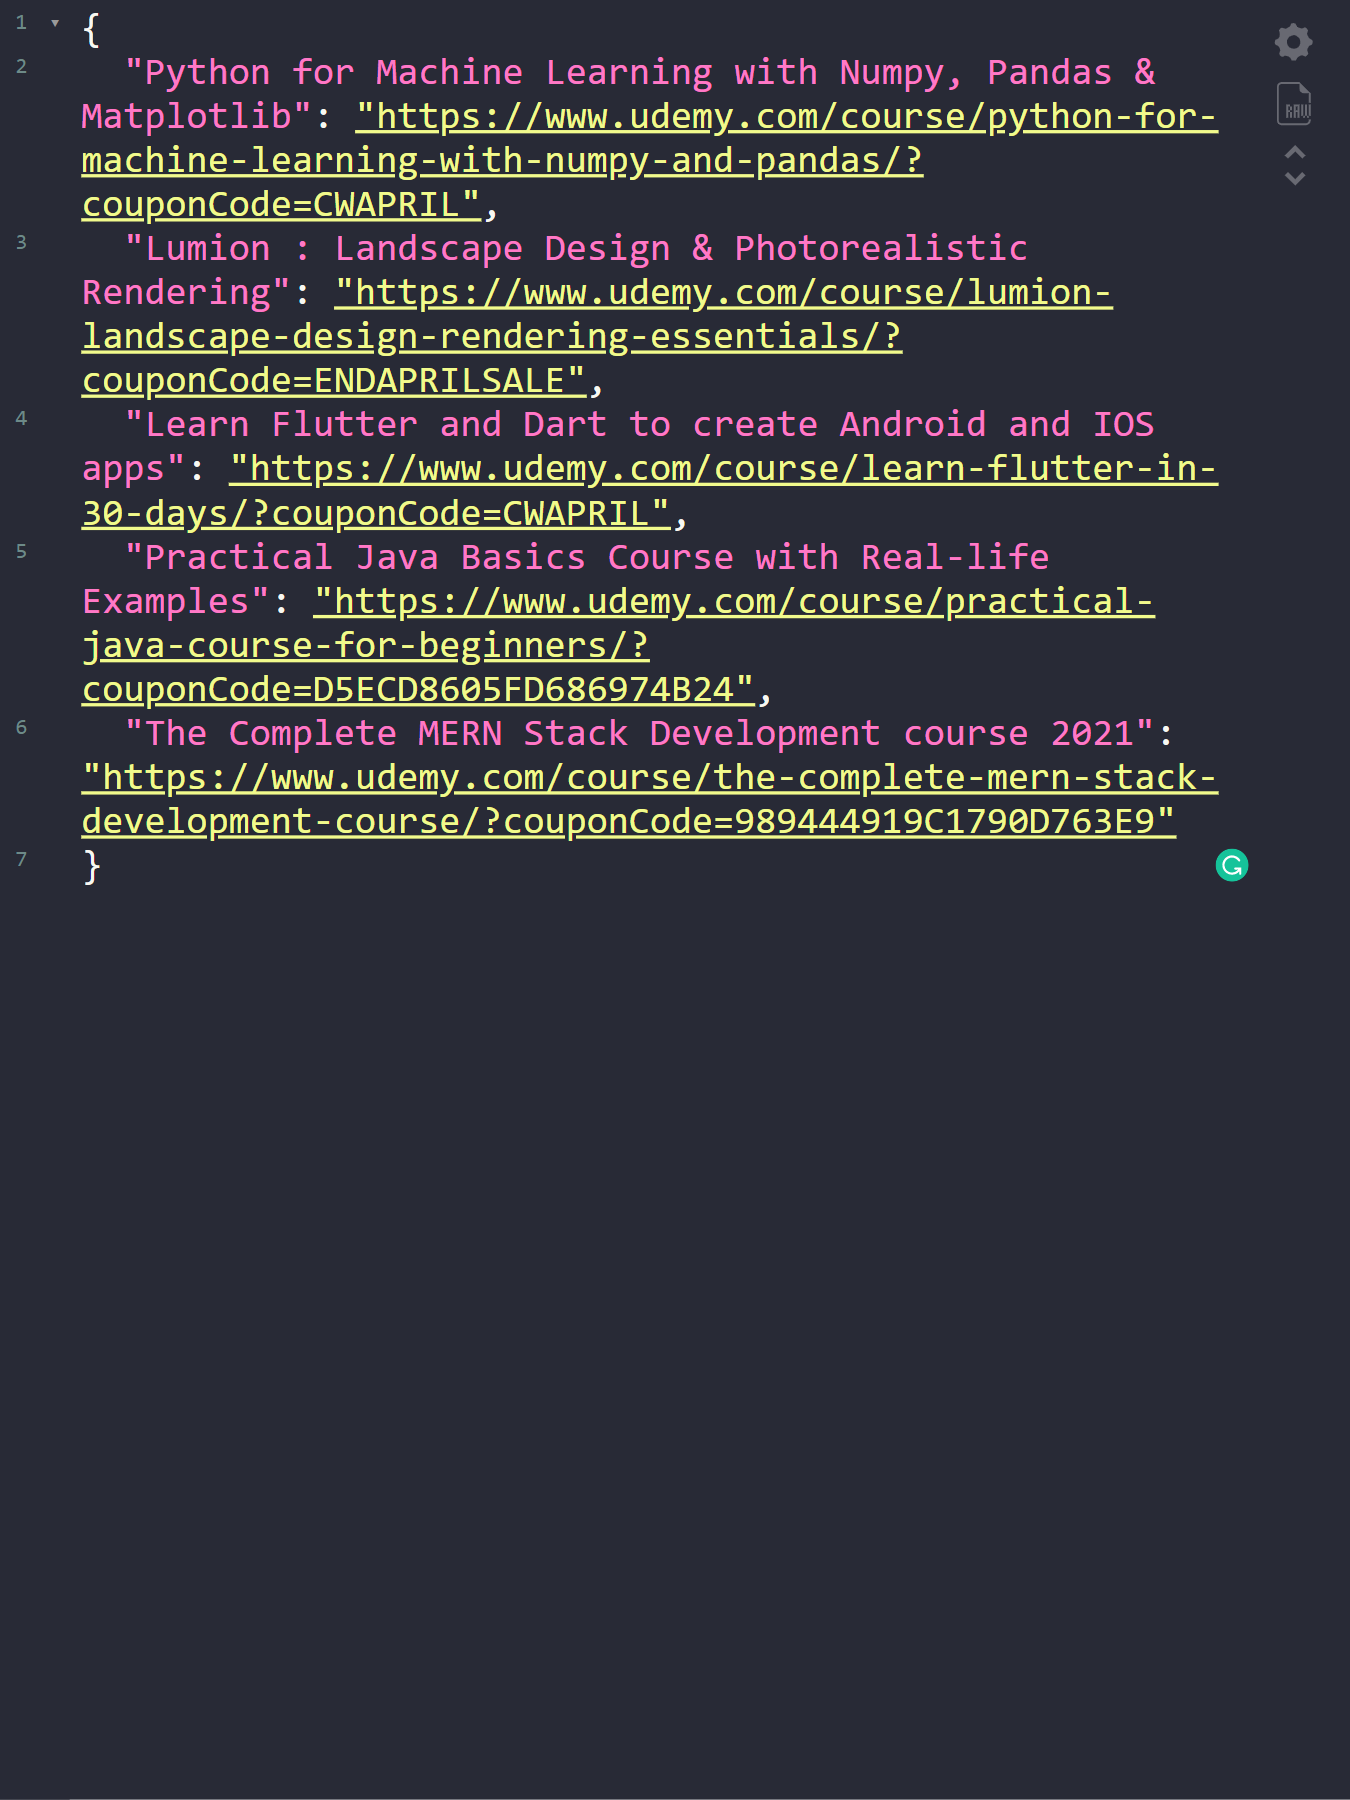 1 {
2 "Python for Machine Learning with Numpy, Pandas &
Matplotlib": "https://www.udemy.com/course/python-for-
machine-learning-with-numpy-and-pandas/?
couponCode=CWAPRIL",
3 "Lumion : Landscape Design & Photorealistic
Rendering": "https://www.udemy.com/course/lumion-
landscape-design-rendering-essentials/?
couponCode=ENDAPRILSALE",
4 "Learn Flutter and Dart to create Android and IOS
apps": "https://www.udemy.com/course/learn-flutter-in-
30-days/?couponCode=CWAPRIL",
5 "Practical Java Basics Course with Real-life
Examples": "https://www.udemy.com/course/practical-
java-course-for-beginners/?
couponCode=D5ECD8605FD686974B24",
6 "The Complete MERN Stack Development course 2021":
"https://www.udemy.com/course/the-complete-mern-stack-
development-course/?couponCode=989444919C1790D763E9"
7 }
RAW